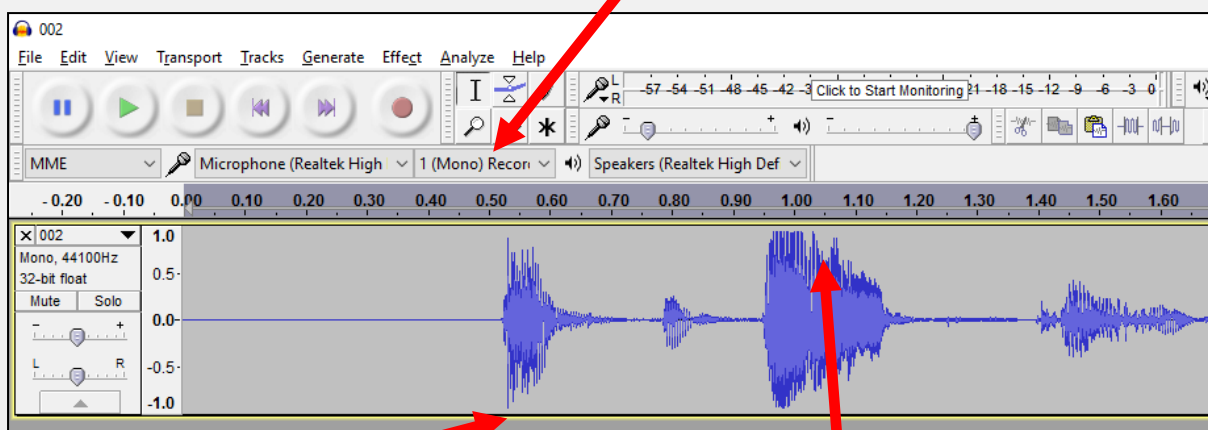 002
File Edit View Transport Tracks Generate Effect Analyze Help
L -57 -54 -51 -48 -45 -42 -3 Click to Start Monitoring 21 -18 -15 -12 -9 -6 -3 0
R
- + - +
MME Microphone (Realtek High 1 (Mono) Recor Speakers (Realtek High Def
-0.20 -0.10 0.00 0.10 0.20 0.30 0.40 0.50 0.60 0.70 0.80 0.90 1.00 1.10 1.20 1.30 1.40 1.50 1.60
X 002 1.0
Mono, 44100Hz
32-bit float 0.5
Mute Solo
- + 0.0
L R -0.5
-1.0